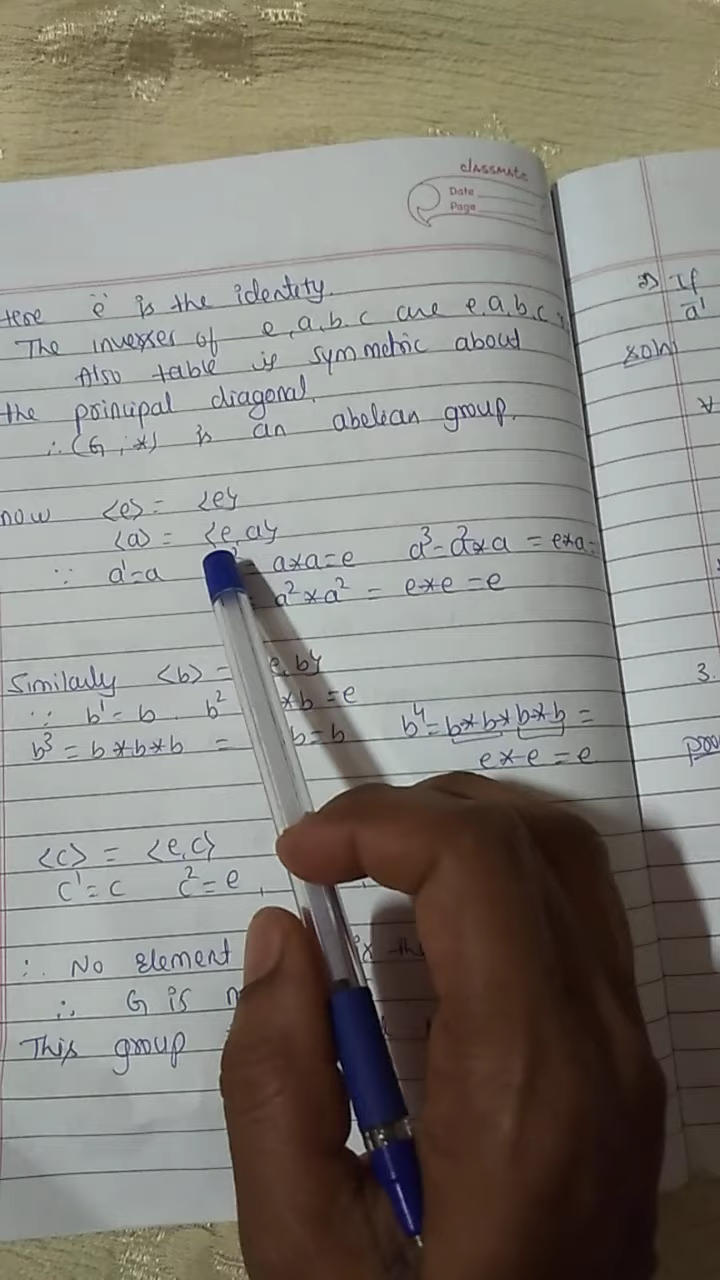 classmate
Date
Page
Here 'e' is the identity.
The inverses of e,a,b,c are e,a,b,c
Also table is symmetric about
the principal diagonal.
∴ (G, *) is an abelian group.
now <e> = {e}
<a> = {e,a}
∵ a¹=a = a*a=e a³=a²*a = e*a=
= a²*a² = e*e=e
Similarly <b> = e,b}
∵ b¹=b. b² *b=e
b³=b*b*b = b=b b⁴=b*b*b*b=
e*e=e
<c> = <e,c>
c¹=c c²=e,
∴ No element
∴ G is
This group
2) If
a¹
soln
∀
3.